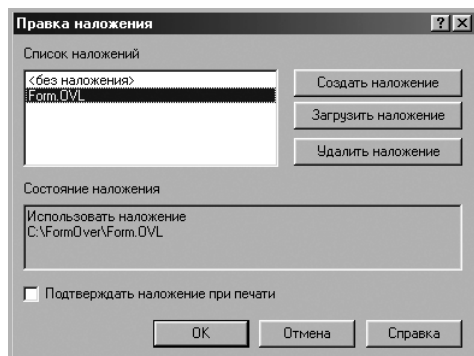 Правка наложения
Список наложений
<без наложения>
Form.OVL
Создать наложение
Загрузить наложение
Удалить наложение
Состояние наложения
Использовать наложение
C:\FormOver\Form.OVL
Подтверждать наложение при печати
OK
Отмена
Справка